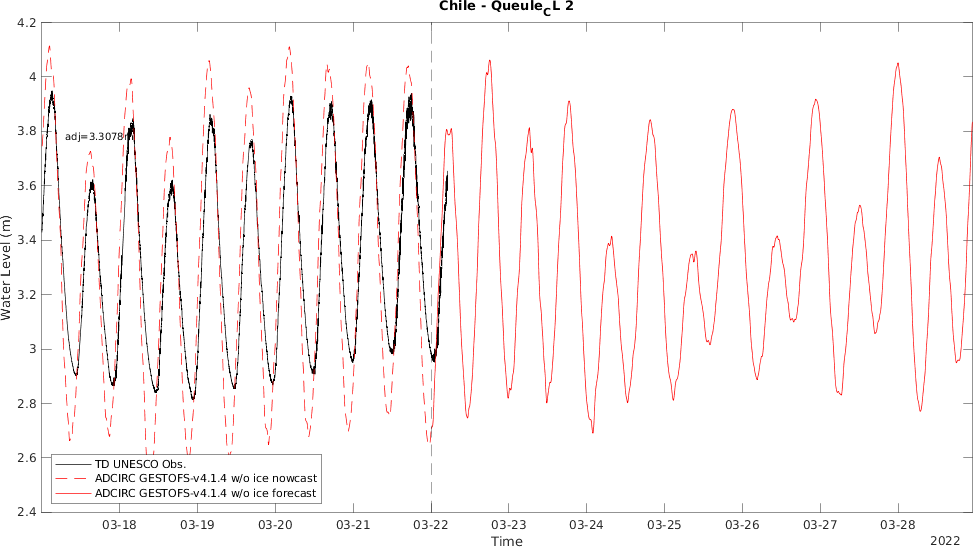 Chile - Queule_CL 2
4.2
4
3.8
3.6
3.4
3.2
3
2.8
2.6
2.4
Water Level (m)
adj=3.3078
TD UNESCO Obs.
ADCIRC GESTOFS-v4.1.4 w/o ice nowcast
ADCIRC GESTOFS-v4.1.4 w/o ice forecast
03-18 03-19 03-20 03-21 03-22 03-23 03-24 03-25 03-26 03-27 03-28
Time
2022